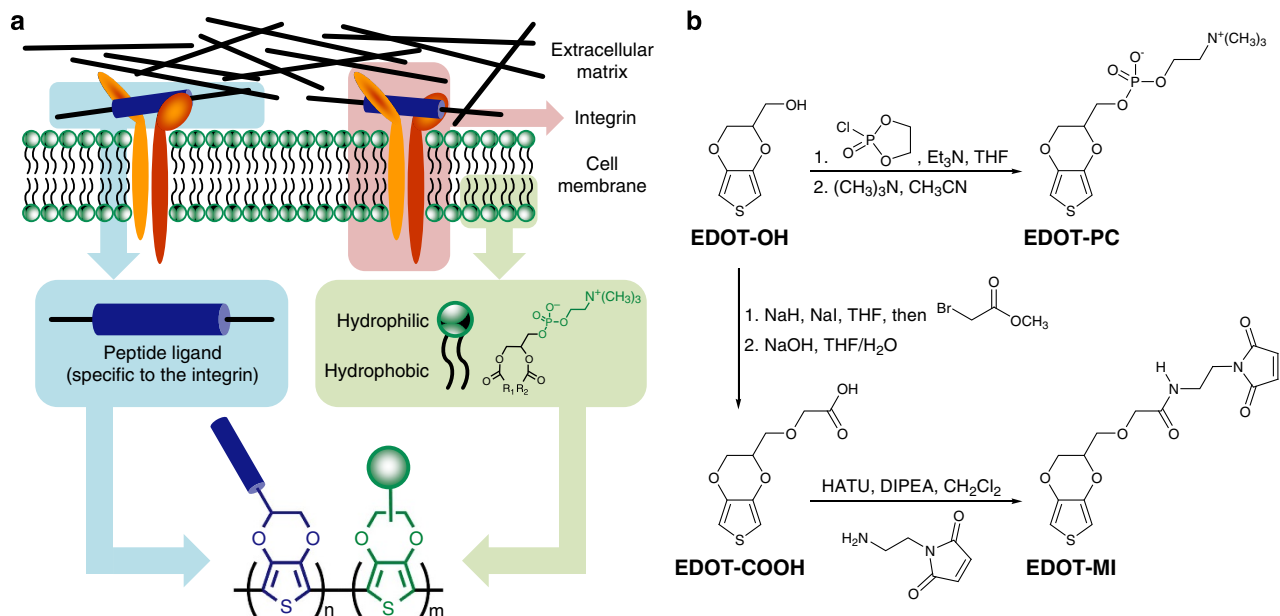 a
Extracellular
matrix
Integrin
Cell
membrane
Peptide ligand
(specific to the integrin)
Hydrophilic
Hydrophobic
N⁺(CH₃)₃
O⁻
O
P
O
O
O
O
O
O
R₁
R₂
O
O
O
S
n
O
O
S
m
b
OH
O
O
S
EDOT-OH
Cl
O
P
O
O
1. , Et₃N, THF
2. (CH₃)₃N, CH₃CN
N⁺(CH₃)₃
O⁻
O
P
O
O
O
O
S
EDOT-PC
1. NaH, NaI, THF, then
Br
O
OCH₃
2. NaOH, THF/H₂O
OH
O
O
O
O
S
EDOT-COOH
HATU, DIPEA, CH₂Cl₂
H₂N
N
O
O
O
N
O
H
N
O
O
O
O
S
EDOT-MI